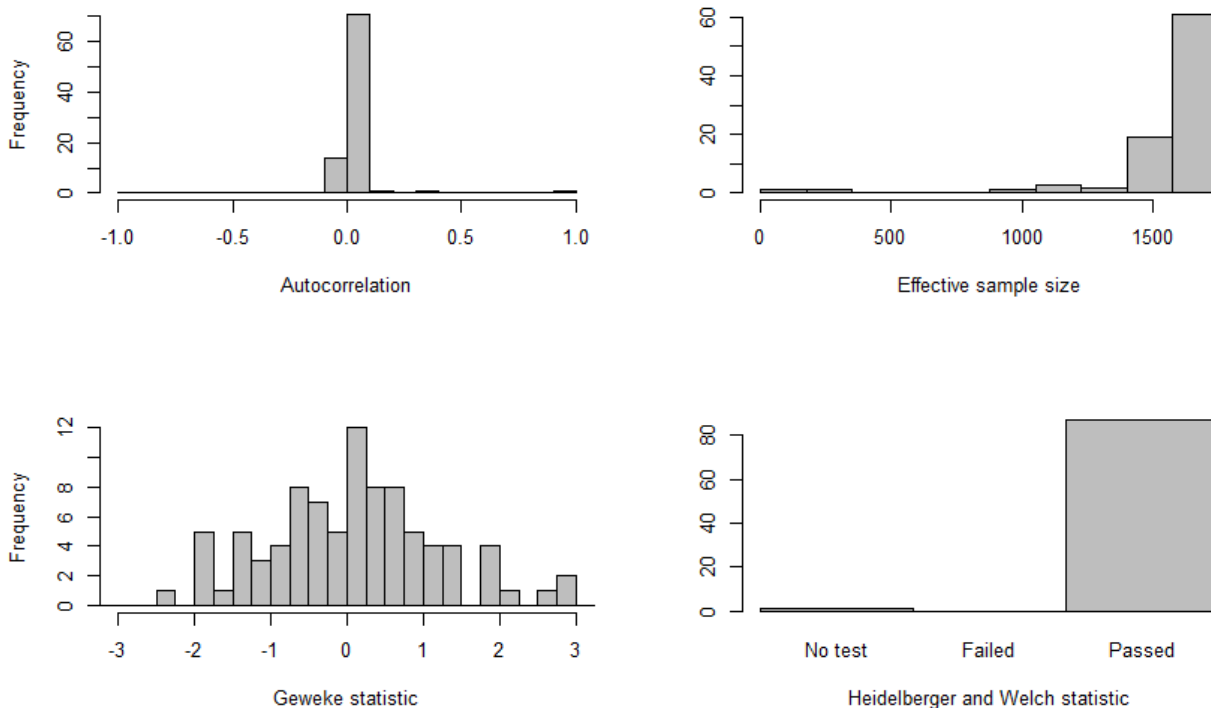 Frequency
0 20 40 60
-1.0 -0.5 0.0 0.5 1.0
Autocorrelation
0 20 40 60
0 500 1000 1500
Effective sample size
Frequency
0 2 4 6 8 12
-3 -2 -1 0 1 2 3
Geweke statistic
0 20 40 60 80
No test Failed Passed
Heidelberger and Welch statistic